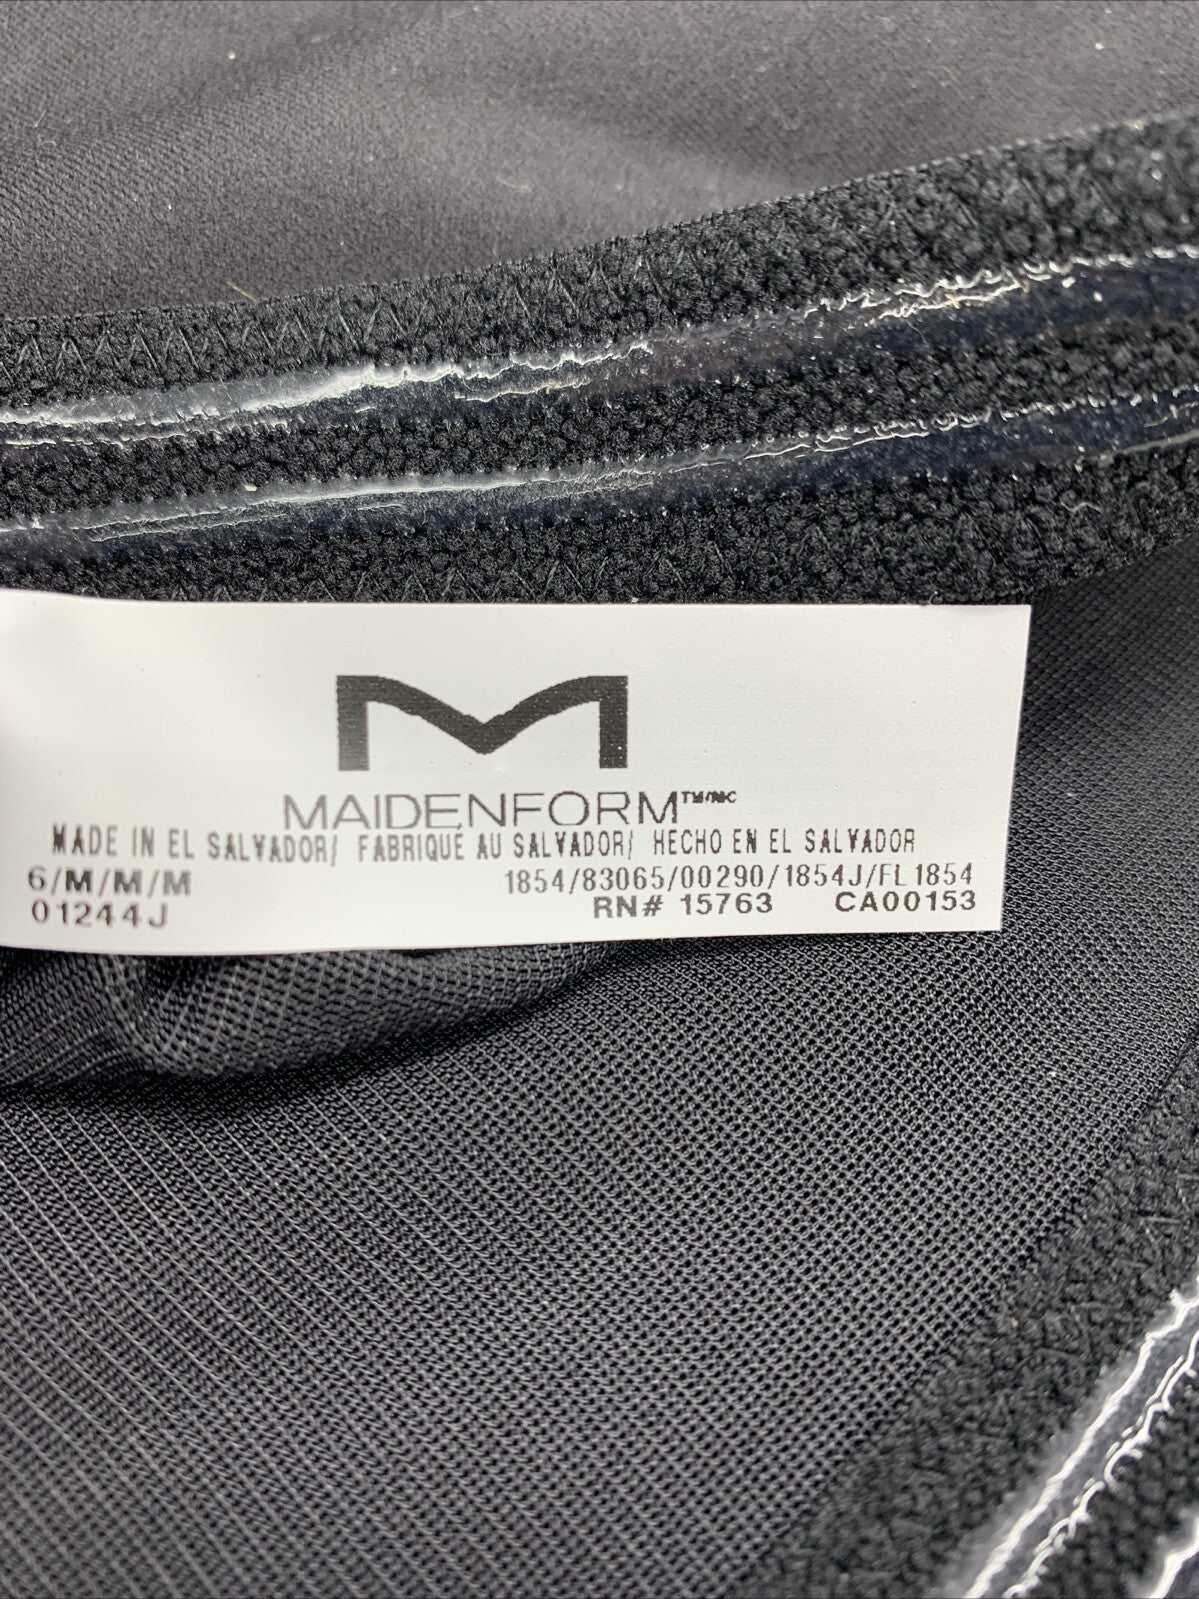 M
MAIDENFORM™/MC
MADE IN EL SALVADOR/ FABRIQUE AU SALVADOR/ HECHO EN EL SALVADOR
6/M/M/M 1854/83065/00290/1854J/FL1854
01244J RN# 15763 CA00153